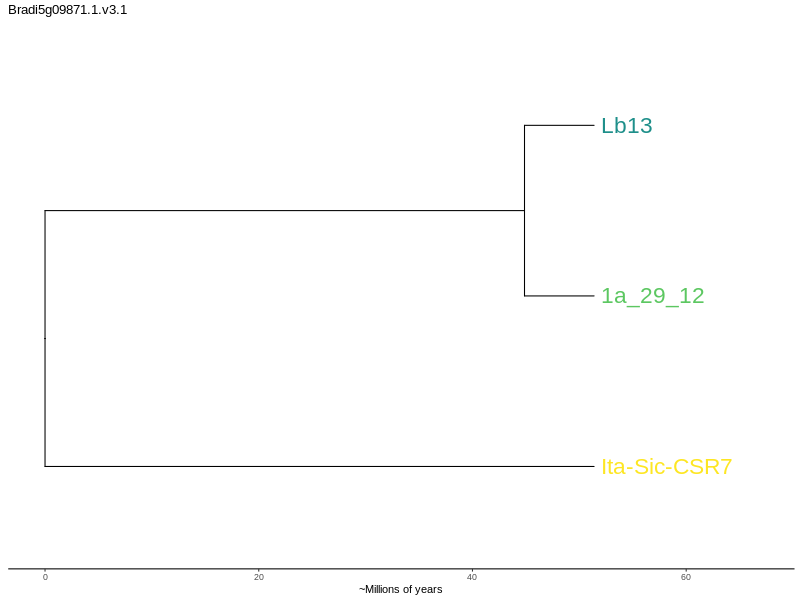 Bradi5g09871.1.v3.1
Lb13
1a_29_12
Ita-Sic-CSR7
0 20 40 60
~Millions of years